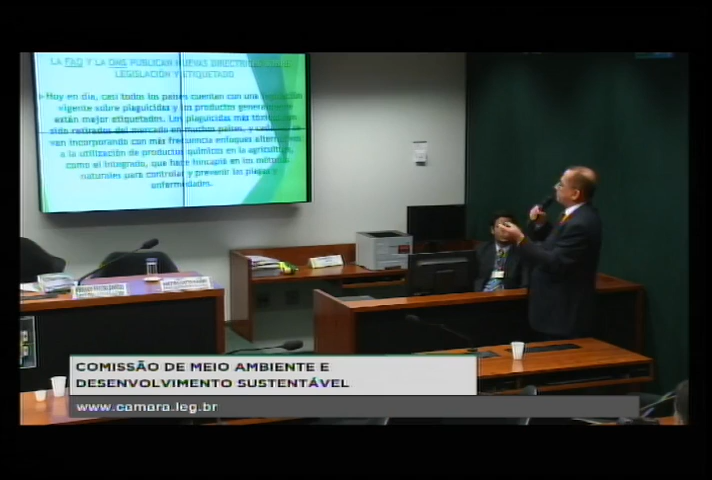 LA FAO Y LA OMS PUBLICAN NUEVAS DIRECTRICES SOBRE
LEGISLACIÓN Y ETIQUETADO
Hoy en día, casi todos los países cuentan con una legislación
vigente sobre plaguicidas y los productos generalmente
están mejor etiquetados. Los plaguicidas más tóxicos han
sido retirados del mercado en muchos países, y cada vez se
van incorporando con más frecuencia enfoques alternativos
a la utilización de productos químicos en la agricultura,
como el integrado, que hace hincapié en los métodos
naturales para controlar y prevenir las plagas y
enfermedades.
COMISSÃO DE MEIO AMBIENTE E
DESENVOLVIMENTO SUSTENTÁVEL
www.camara.leg.br